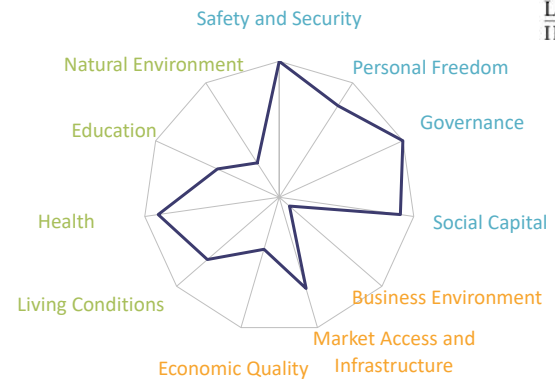 Safety and Security
Natural Environment
Personal Freedom
Education
Governance
Health
Social Capital
Living Conditions
Business Environment
Market Access and
Infrastructure
Economic Quality